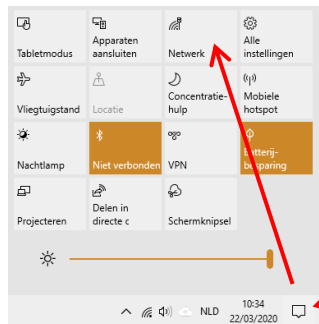 Tabletmodus
Apparaten
aansluiten
Netwerk
Alle
instellingen
Vliegtuigstand
Locatie
Concentratie-
hulp
Mobiele
hotspot
Nachtlamp
Niet verbonden
VPN
Batterij-
besparing
Projecteren
Delen in
directe c
Schermknipsel
NLD
10:34
22/03/2020